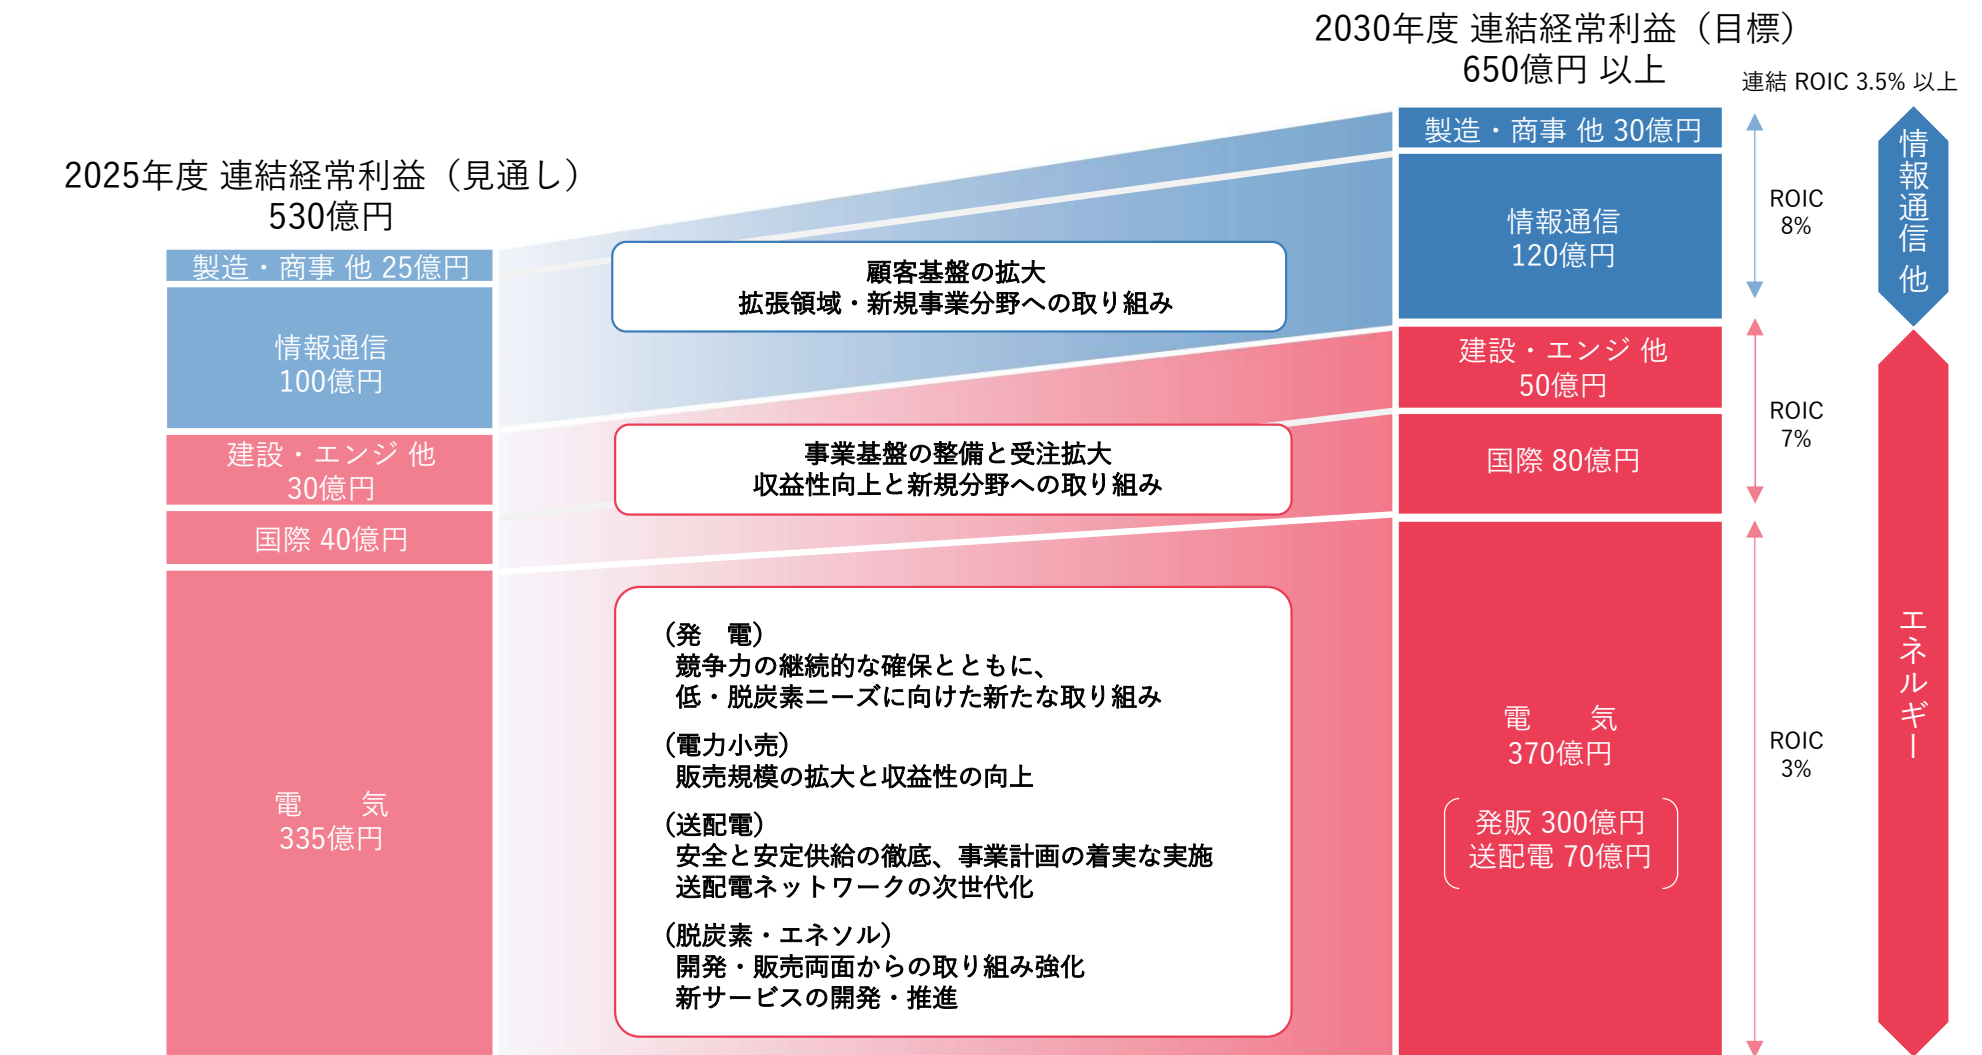 2030年度 連結経常利益（目標）
650億円 以上
連結 ROIC 3.5% 以上
2025年度 連結経常利益（見通し）
530億円
製造・商事 他 25億円
情報通信
100億円
建設・エンジ 他
30億円
国際 40億円
電　　気
335億円
顧客基盤の拡大
拡張領域・新規事業分野への取り組み
事業基盤の整備と受注拡大
収益性向上と新規分野への取り組み
（発　電）
競争力の継続的な確保とともに、
低・脱炭素ニーズに向けた新たな取り組み
（電力小売）
販売規模の拡大と収益性の向上
（送配電）
安全と安定供給の徹底、事業計画の着実な実施
送配電ネットワークの次世代化
（脱炭素・エネソル）
開発・販売両面からの取り組み強化
新サービスの開発・推進
製造・商事 他 30億円
情報通信
120億円
建設・エンジ 他
50億円
国際 80億円
電　　気
370億円
発販 300億円
送配電 70億円
ROIC
8%
ROIC
7%
ROIC
3%
情報通信 他
エネルギー